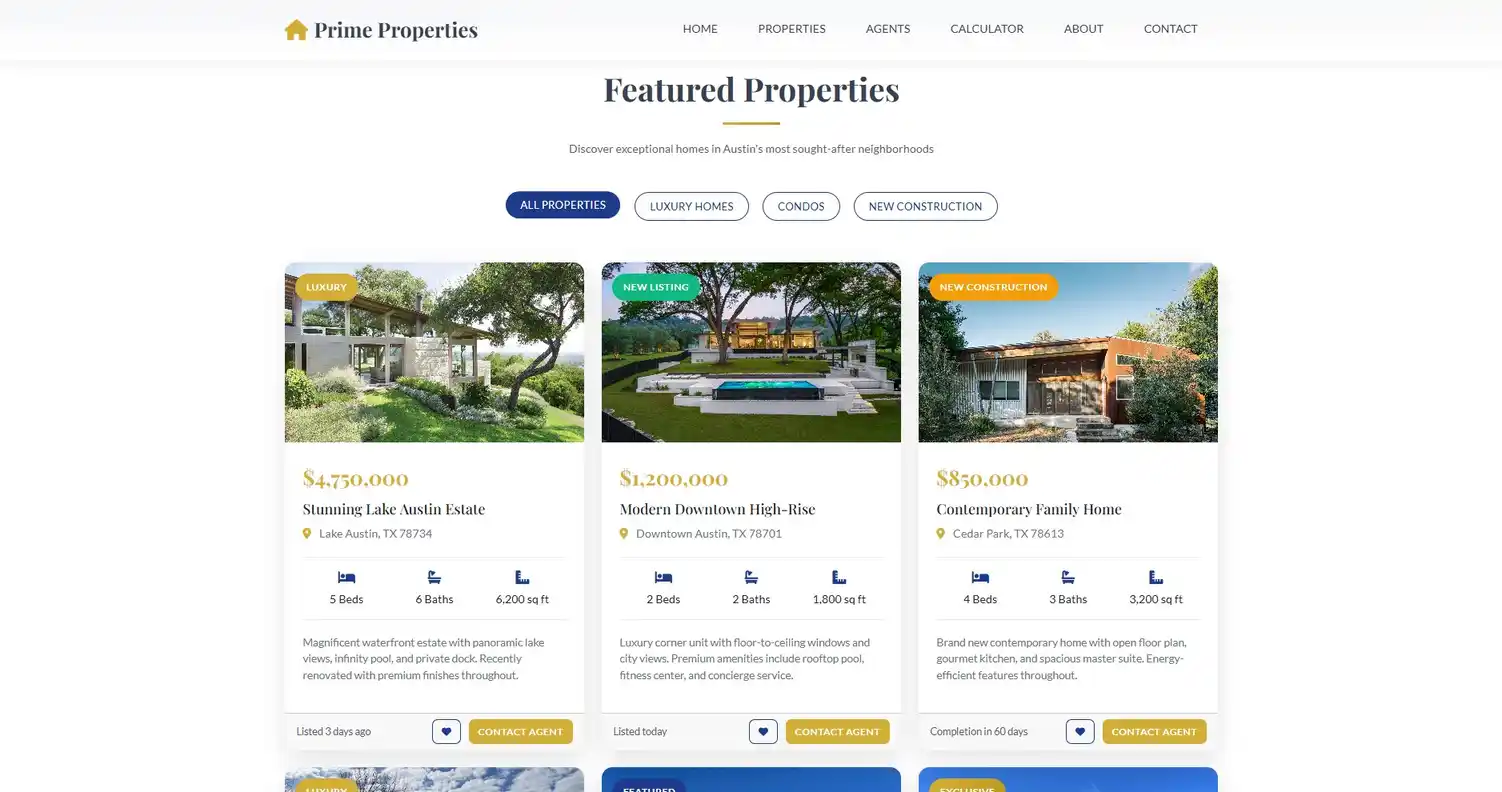 Prime Properties
HOME PROPERTIES AGENTS CALCULATOR ABOUT CONTACT
Featured Properties
Discover exceptional homes in Austin's most sought-after neighborhoods
ALL PROPERTIES LUXURY HOMES CONDOS NEW CONSTRUCTION
LUXURY
$4,750,000
Stunning Lake Austin Estate
Lake Austin, TX 78734
5 Beds 6 Baths 6,200 sq ft
Magnificent waterfront estate with panoramic lake
views, infinity pool, and private dock. Recently
renovated with premium finishes throughout.
Listed 3 days ago CONTACT AGENT
NEW LISTING
$1,200,000
Modern Downtown High-Rise
Downtown Austin, TX 78701
2 Beds 2 Baths 1,800 sq ft
Luxury corner unit with floor-to-ceiling windows and
city views. Premium amenities include rooftop pool,
fitness center, and concierge service.
Listed today CONTACT AGENT
NEW CONSTRUCTION
$850,000
Contemporary Family Home
Cedar Park, TX 78613
4 Beds 3 Baths 3,200 sq ft
Brand new contemporary home with open floor plan,
gourmet kitchen, and spacious master suite. Energy-
efficient features throughout.
Completion in 60 days CONTACT AGENT
LUXURY
FEATURED
EXCLUSIVE